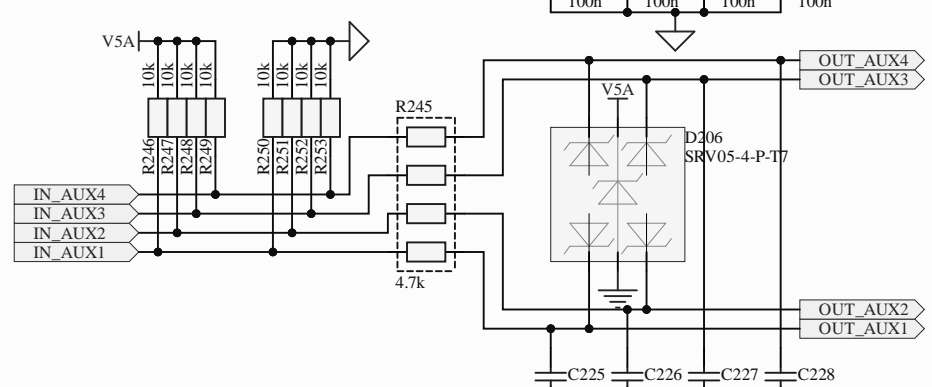 100n 100n 100n 100n
V5A
10k 10k 10k 10k
10k 10k 10k 10k
R246 R247 R248 R249
R250 R251 R252 R253
R245
4.7k
IN_AUX4
IN_AUX3
IN_AUX2
IN_AUX1
V5A
D206
SRV05-4-P-T7
OUT_AUX4
OUT_AUX3
OUT_AUX2
OUT_AUX1
C225 C226 C227 C228